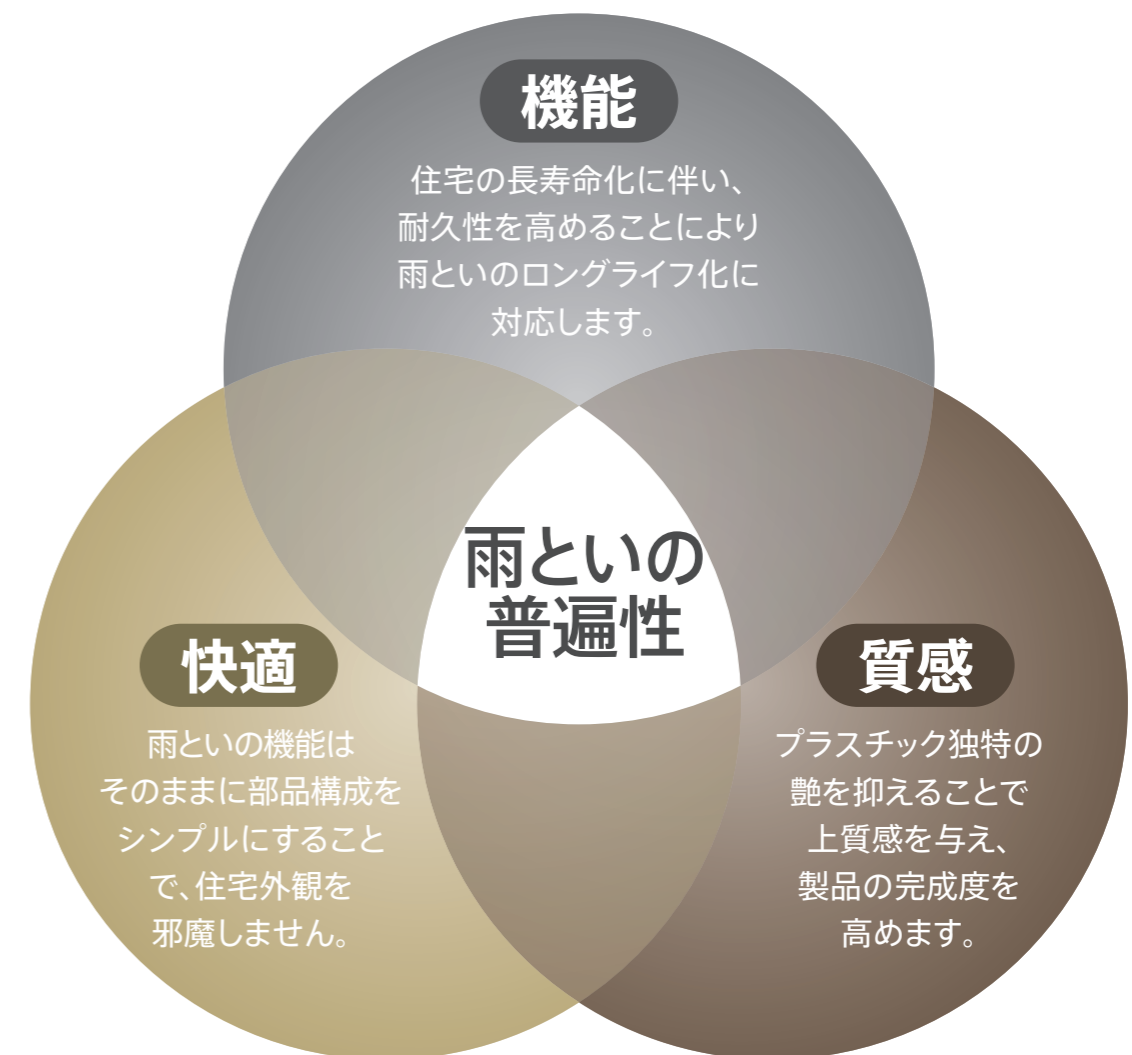 機能
住宅の長寿命化に伴い、
耐久性を高めることにより
雨といのロングライフ化に
対応します。
雨といの
普遍性
快適
雨といの機能は
そのままに部品構成を
シンプルにすること
で、住宅外観を
邪魔しません。
質感
プラスチック独特の
艶を抑えることで
上質感を与え、
製品の完成度を
高めます。